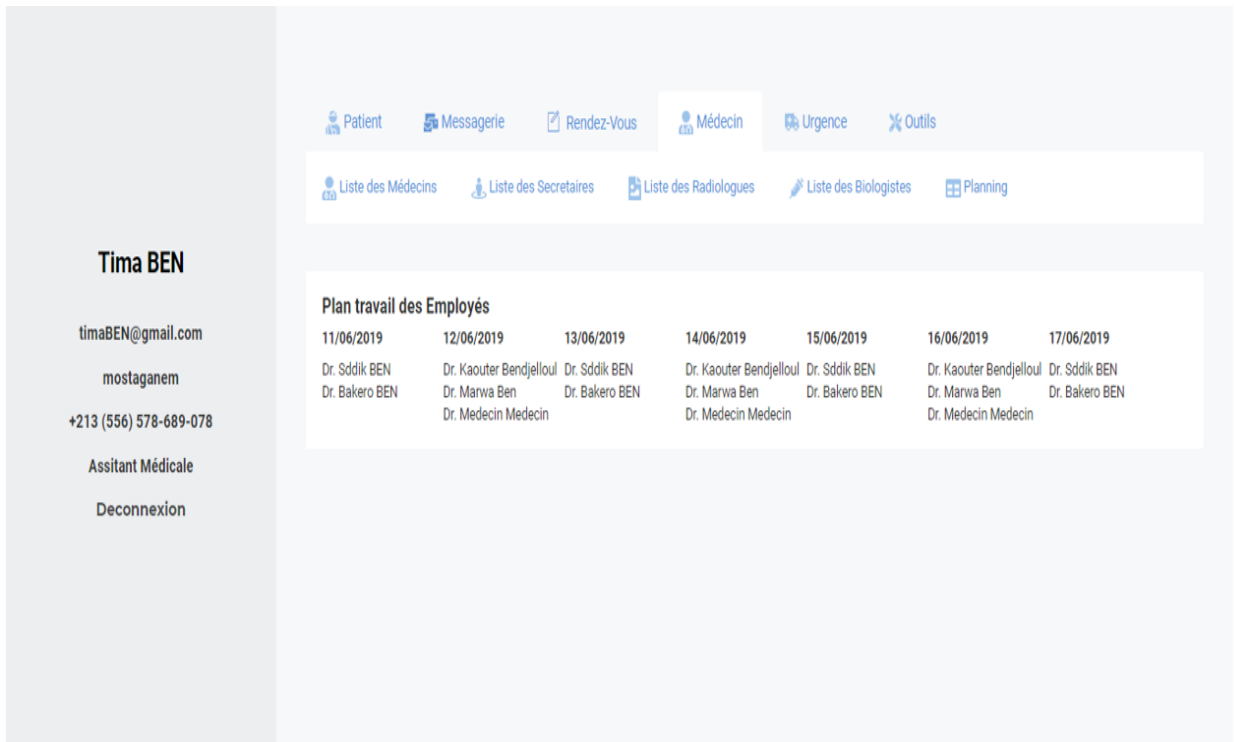 Patient Messagerie Rendez-Vous Médecin Urgence Outils
Liste des Médecins Liste des Secretaires Liste des Radiologues Liste des Biologistes Planning
Tima BEN
timaBEN@gmail.com
mostaganem
+213 (556) 578-689-078
Assitant Médicale
Deconnexion
Plan travail des Employés
11/06/2019 12/06/2019 13/06/2019 14/06/2019 15/06/2019 16/06/2019 17/06/2019
Dr. Sddik BEN Dr. Kaouter Bendjelloul Dr. Sddik BEN Dr. Kaouter Bendjelloul Dr. Sddik BEN Dr. Kaouter Bendjelloul Dr. Sddik BEN
Dr. Bakero BEN Dr. Marwa Ben Dr. Bakero BEN Dr. Marwa Ben Dr. Bakero BEN Dr. Marwa Ben Dr. Bakero BEN
Dr. Medecin Medecin Dr. Medecin Medecin Dr. Medecin Medecin